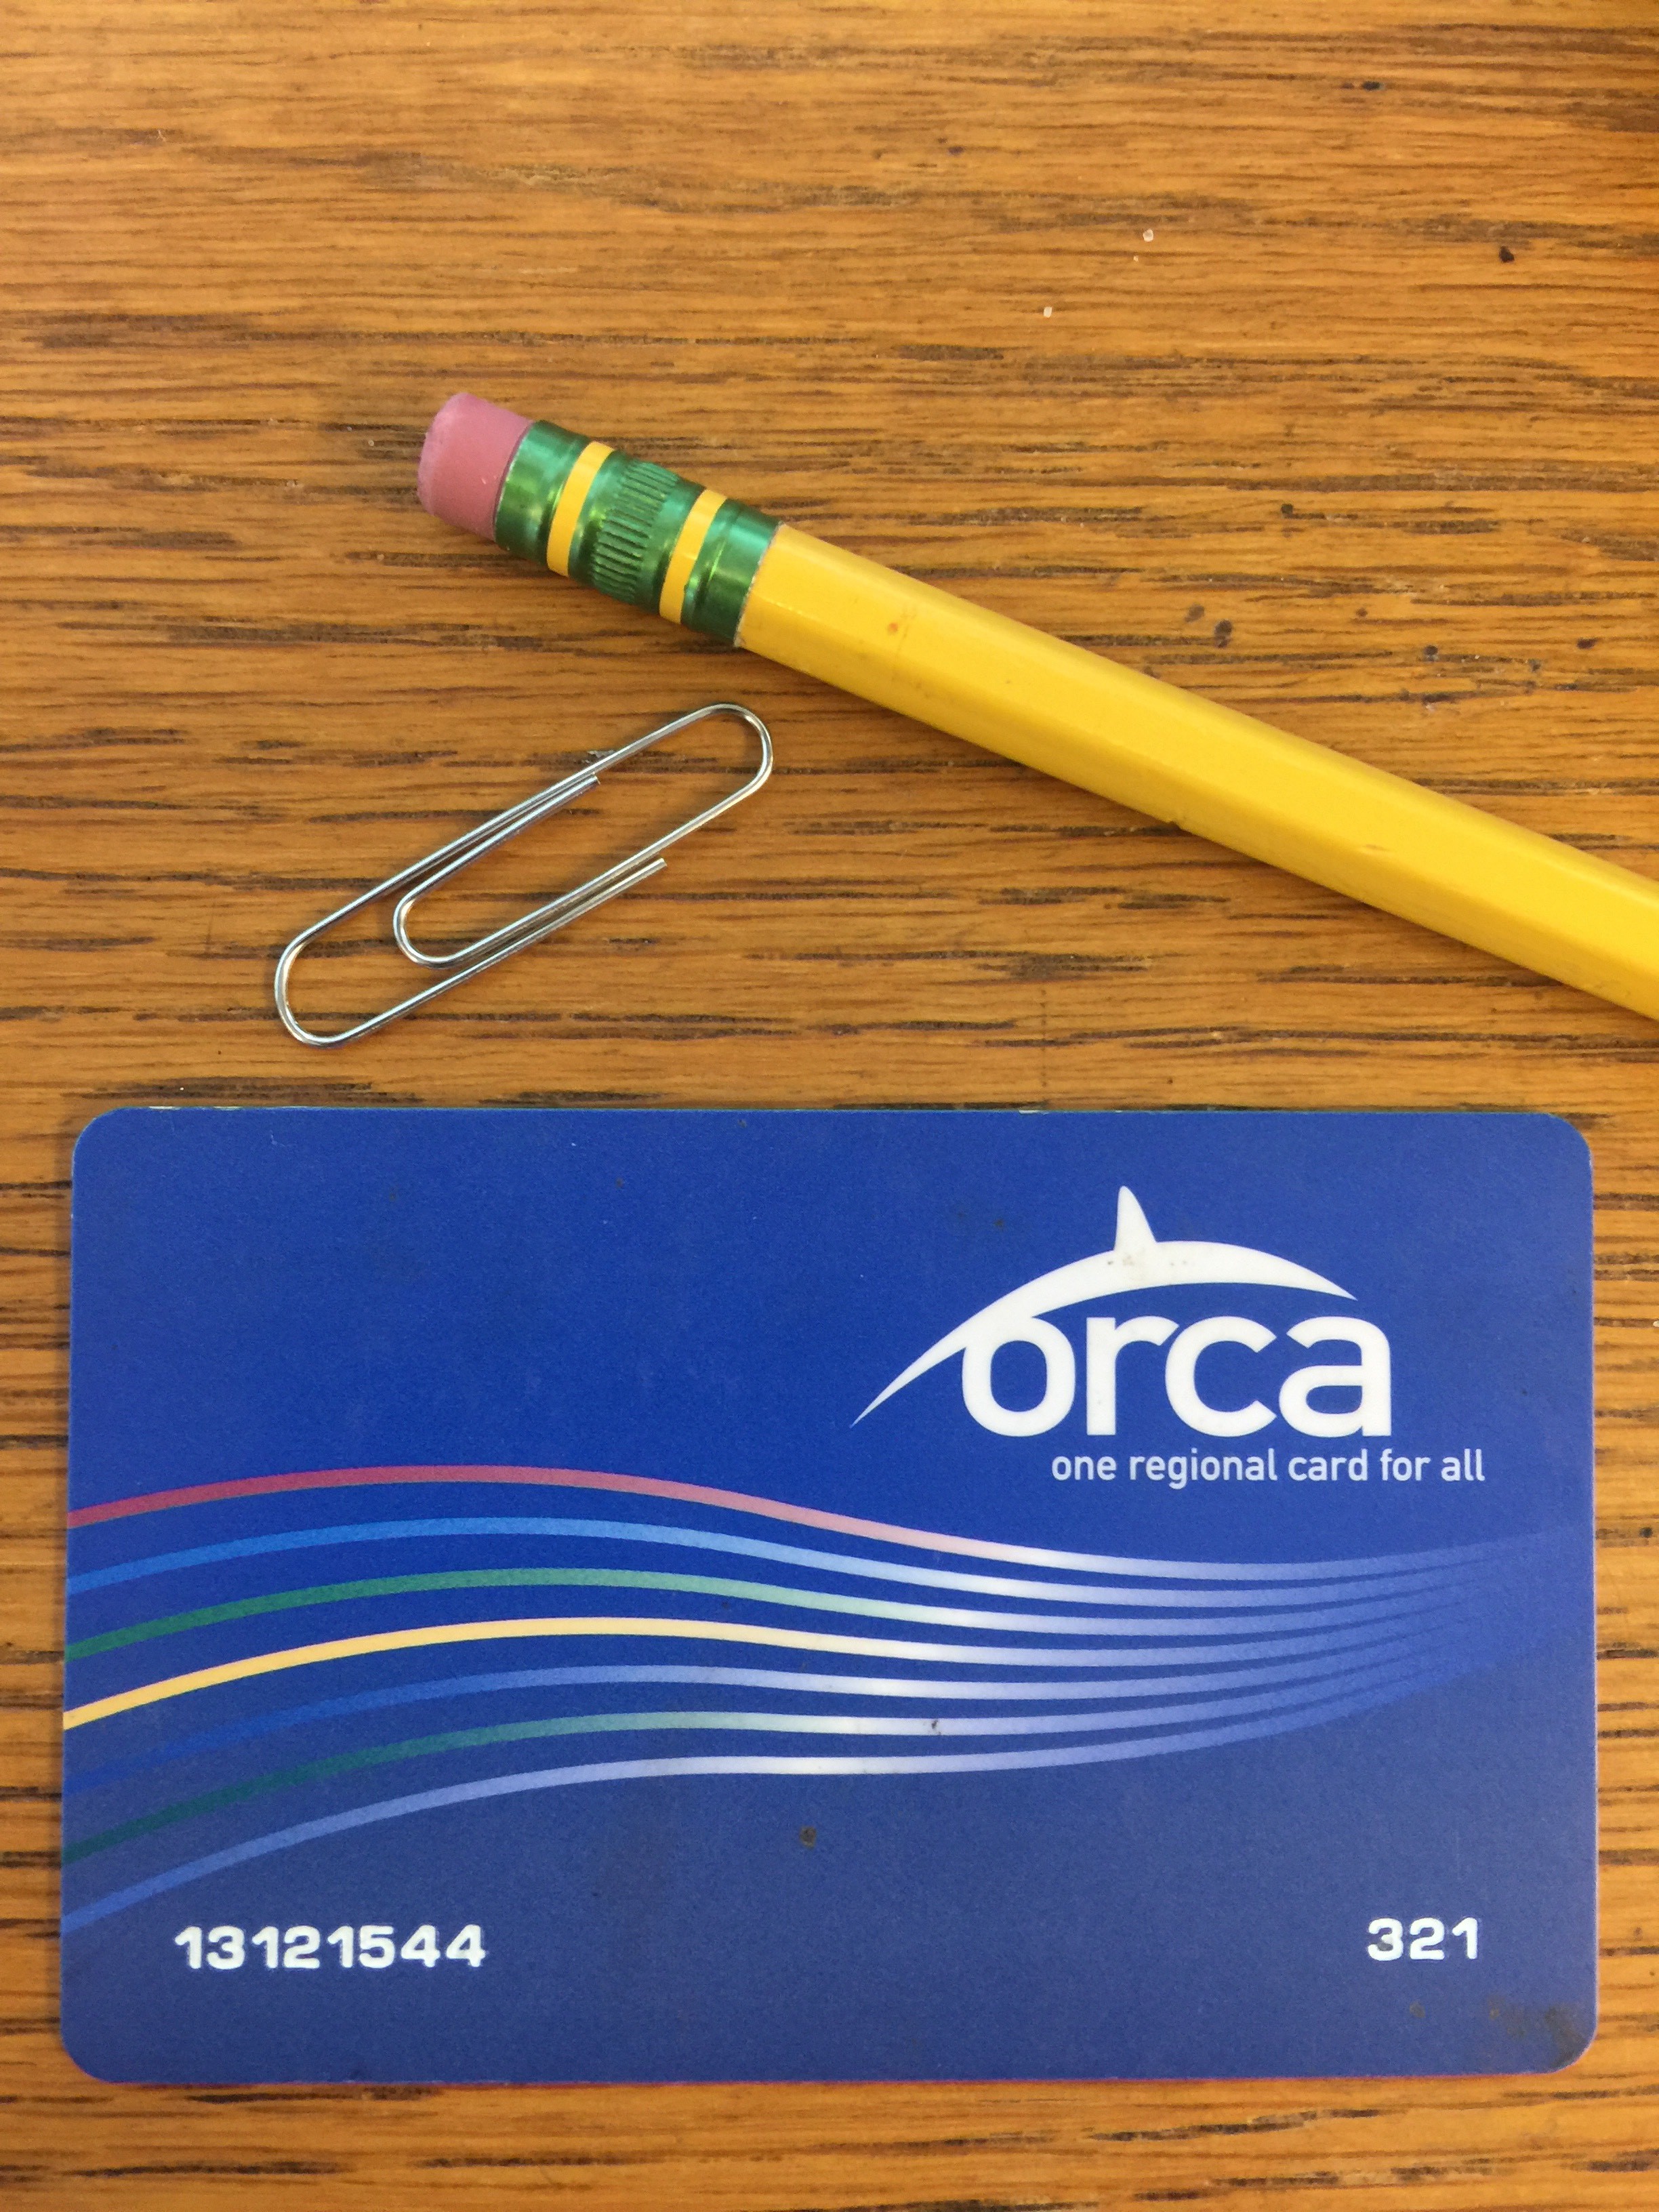 orca
one regional card for all
13121544 321